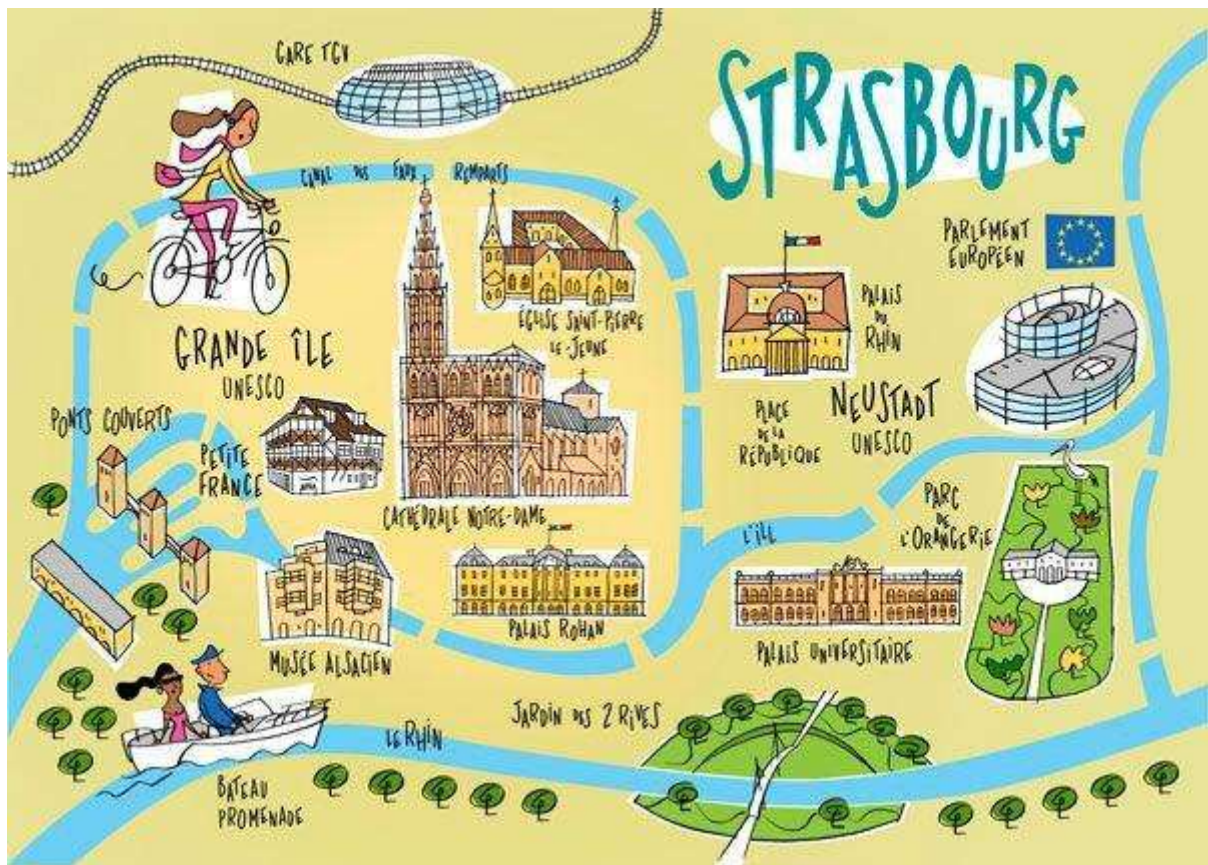 GARE TGV
STRASBOURG
CANAL DES FAUX REMPARTS
PARLEMENT
EUROPÉEN
ÉGLISE SAINT-PIERRE
LE-JEUNE
PALAIS
DU
RHIN
GRANDE ÎLE
UNESCO
PLACE
DE LA
RÉPUBLIQUE
NEUSTADT
UNESCO
PONTS COUVERTS
PETITE
FRANCE
CATHÉDRALE NOTRE-DAME
PARC
DE
L'ORANGERIE
L'ILL
PALAIS ROHAN
MUSÉE ALSACIEN
PALAIS UNIVERSITAIRE
JARDIN DES 2 RIVES
LE RHIN
BATEAU
PROMENADE